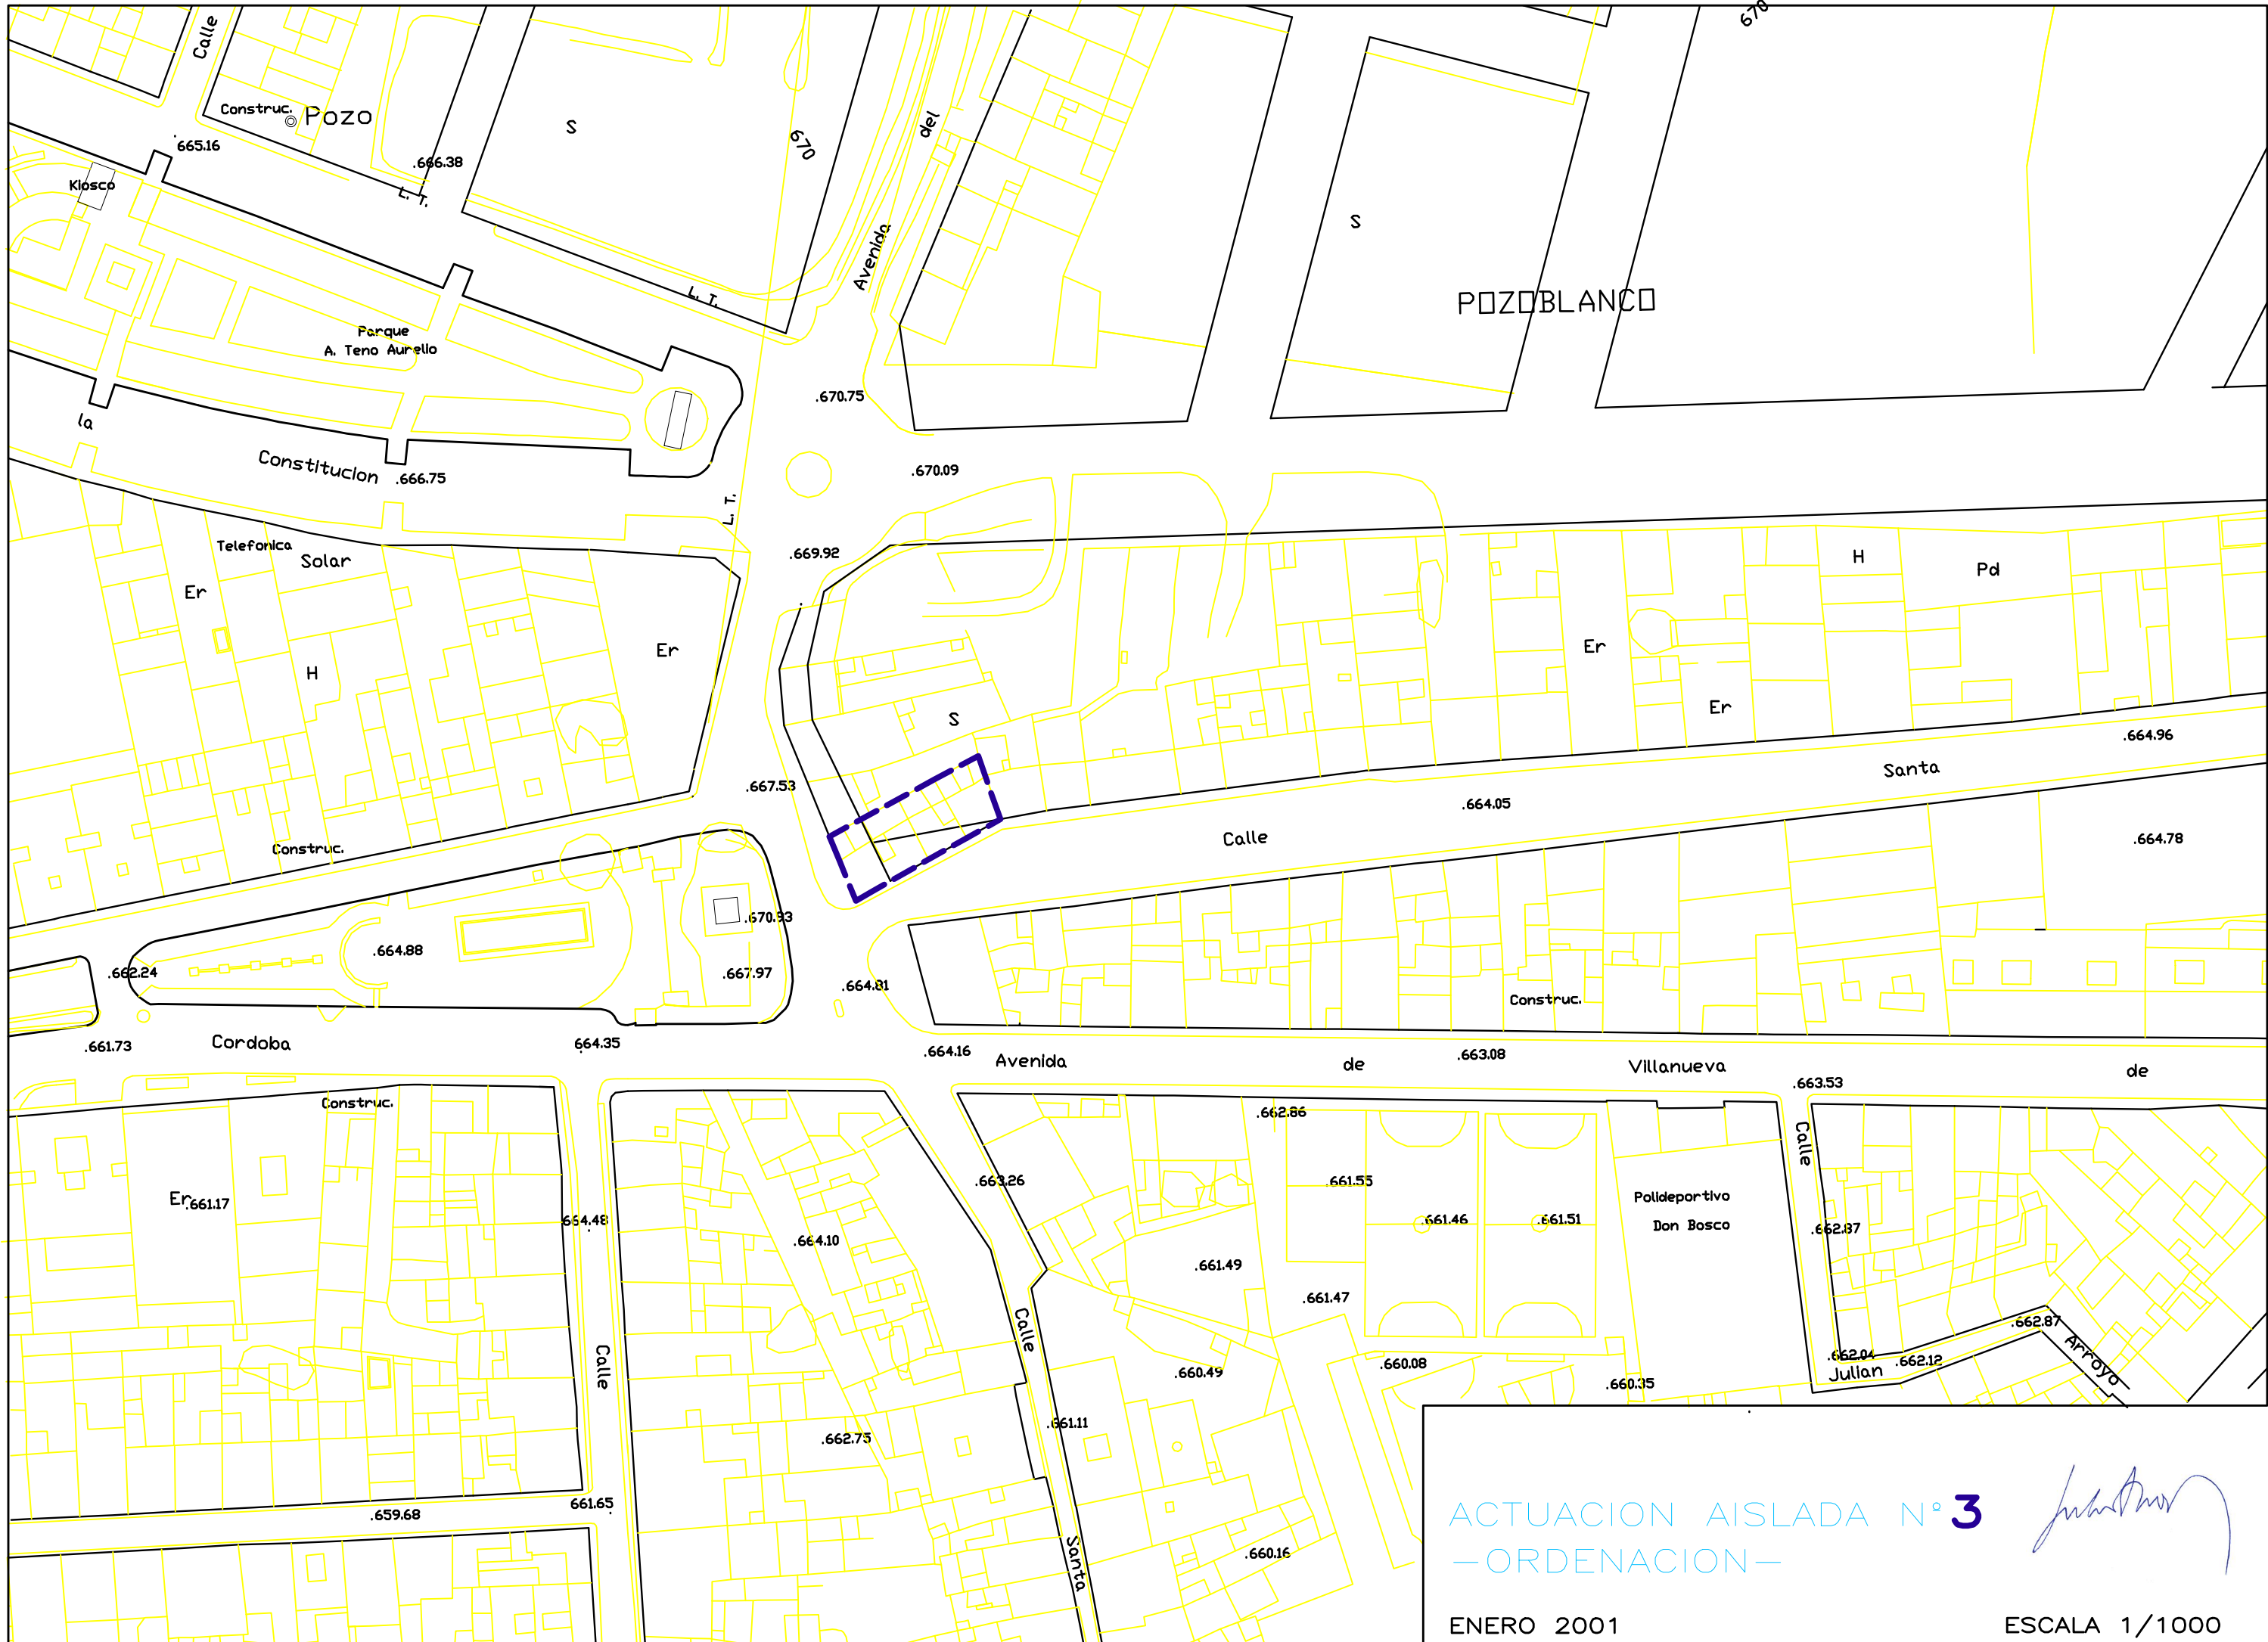 Calle
670
Construc.
Pozo
S
del
670
.665.16
.666.38
Kiosco
L. T.
S
Avenida
L. T.
POZOBLANCO
Parque
A. Teno Aurelio
.670.75
la
Constitucion
.666.75
.670.09
L. T.
Telefonica
Solar
.669.92
H
Pd
Er
Er
Er
H
Er
S
.664.96
.667.53
Santa
.664.05
Calle
.664.78
Construc.
.670.93
.664.88
.662.24
.667.97
.664.81
Construc.
.661.73
Cordoba
664.35
.664.16
Avenida
de
.663.08
Villanueva
de
.663.53
Construc.
.662.86
Calle
.663.26
.661.55
Er
.661.17
Polideportivo
Don Bosco
664.48
.661.46
.661.51
.662.87
.664.10
.661.49
.661.47
Calle
.662.87
Calle
.660.49
.660.08
.662.04
.662.12
Arroyo
Julian
.660.35
.661.11
.662.75
661.65
.659.68
Santa
.660.16
ACTUACION AISLADA Nº 3
—ORDENACION—
ENERO 2001
ESCALA 1/1000